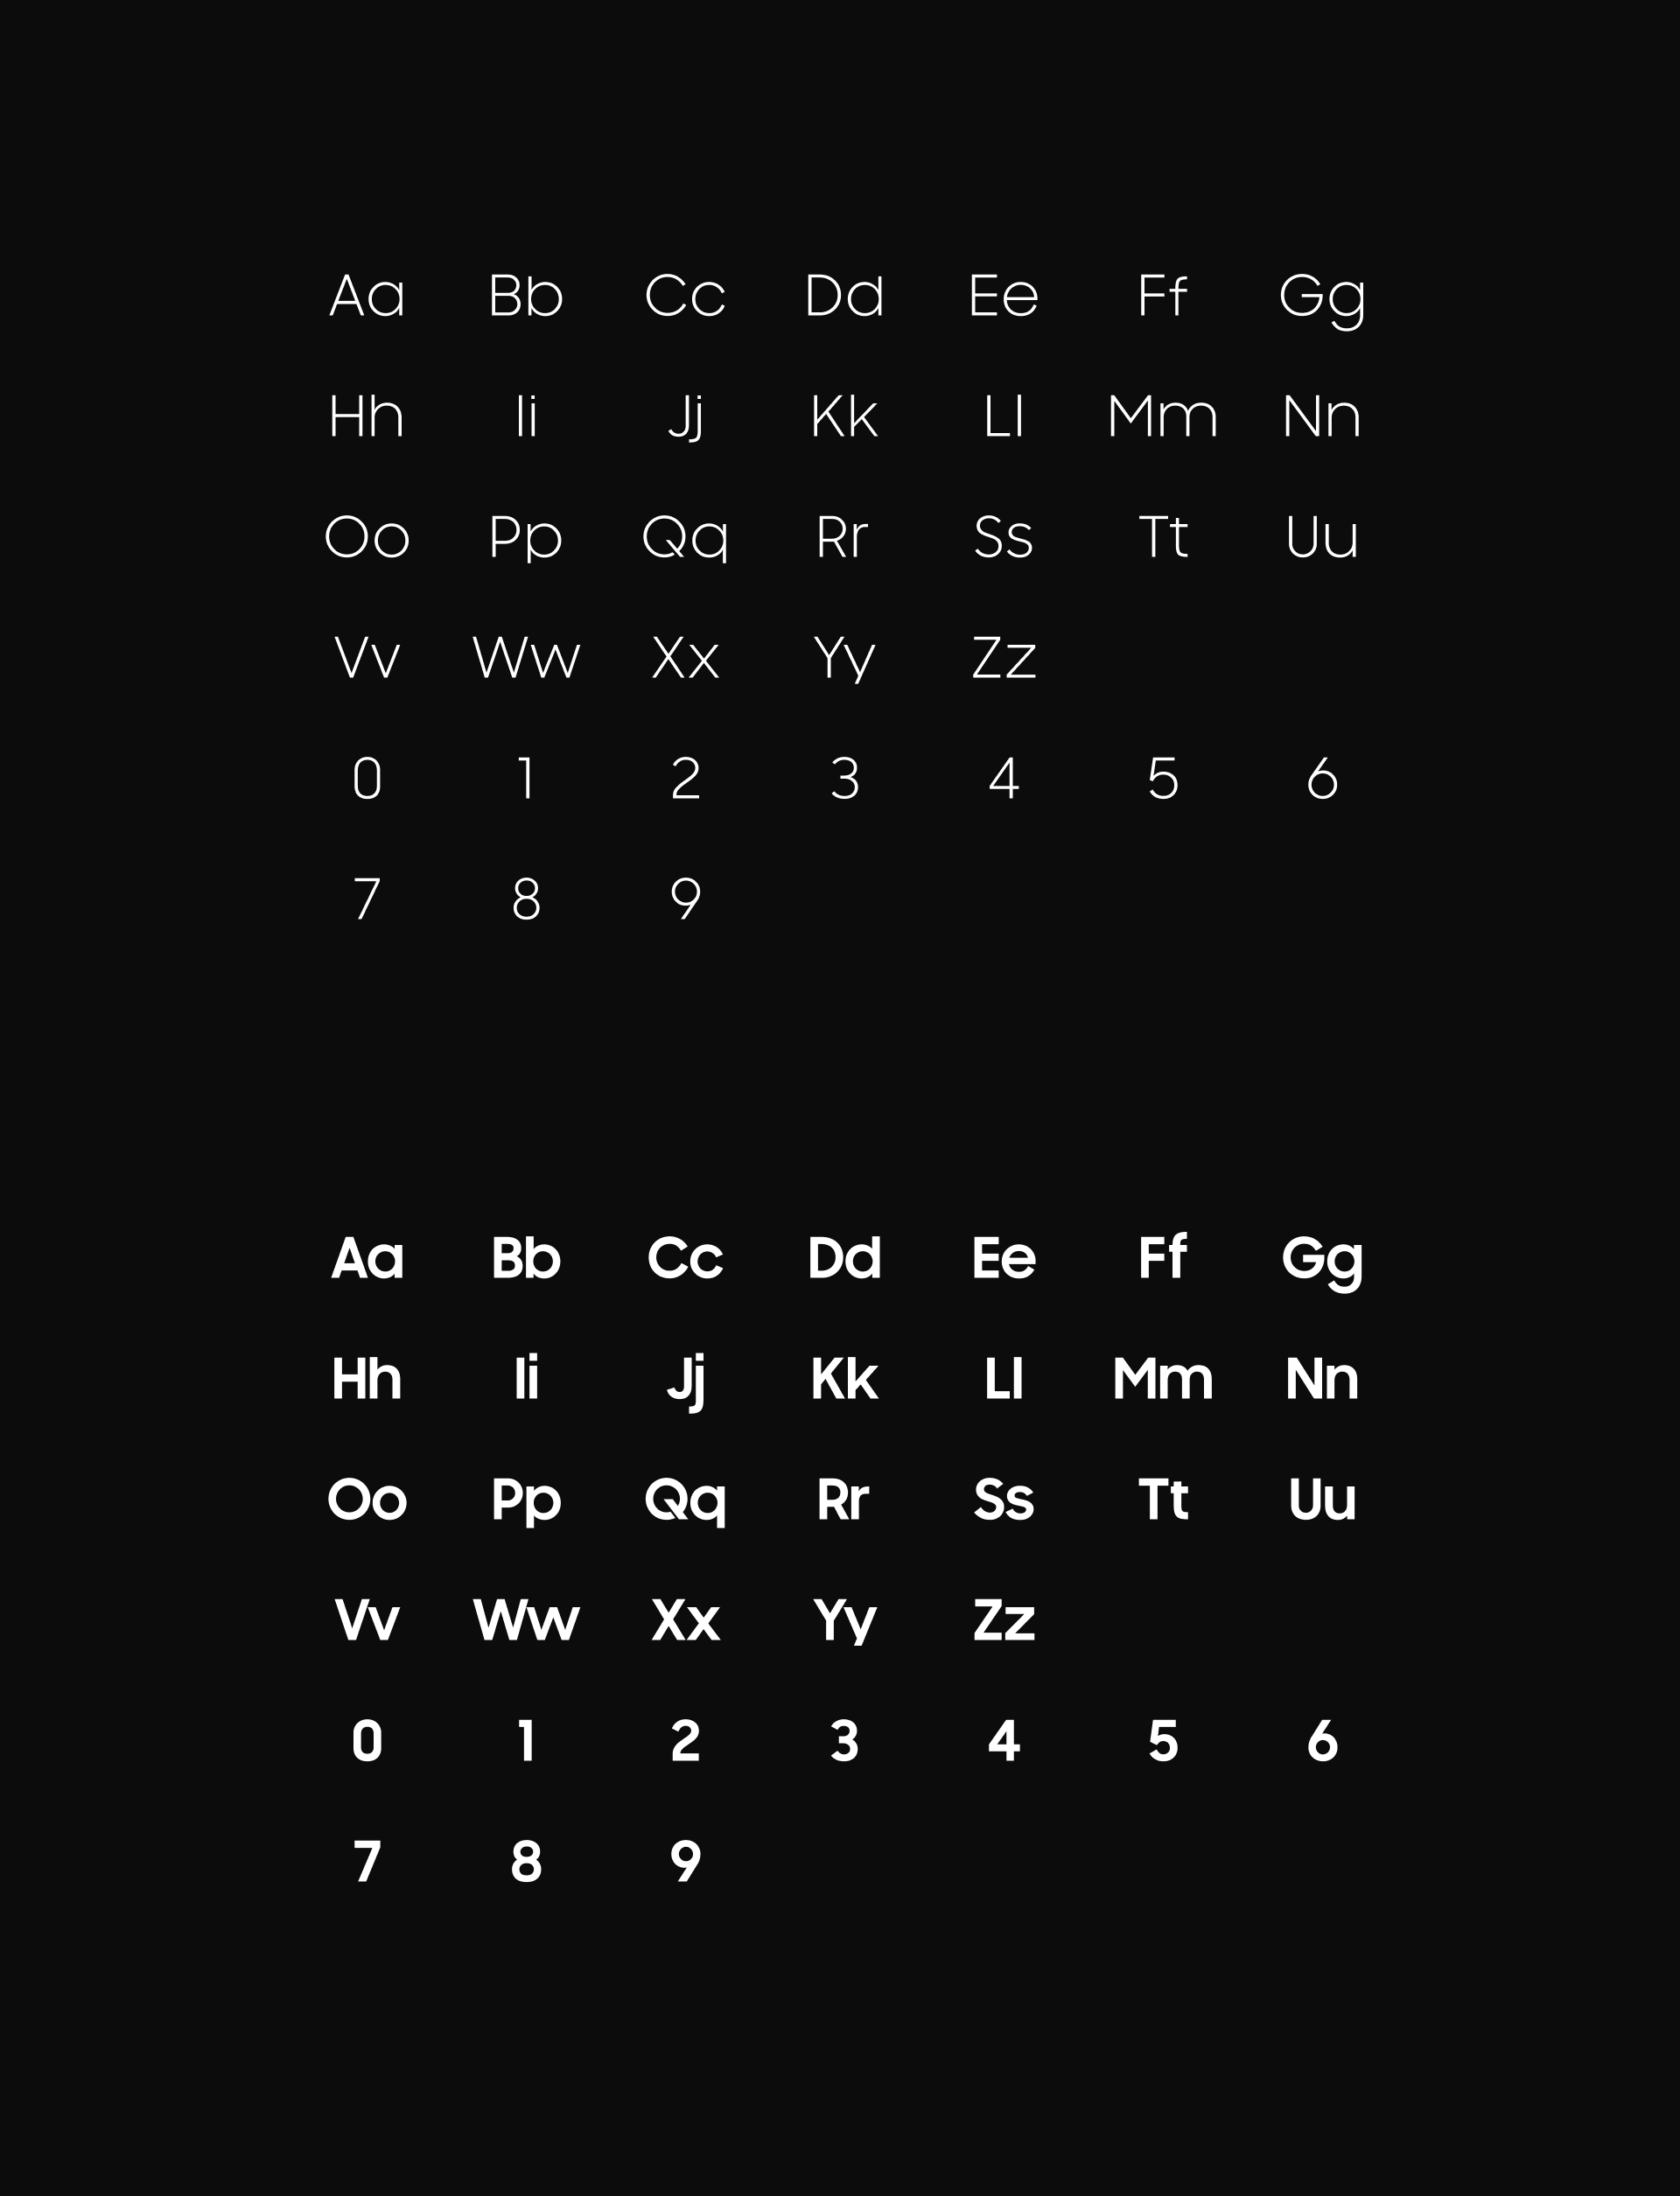 Aa Bb Cc Dd Ee Ff Gg
Hh Ii Jj Kk Ll Mm Nn
Oo Pp Qq Rr Ss Tt Uu
Vv Ww Xx Yy Zz
0 1 2 3 4 5 6
7 8 9
Aa Bb Cc Dd Ee Ff Gg
Hh Ii Jj Kk Ll Mm Nn
Oo Pp Qq Rr Ss Tt Uu
Vv Ww Xx Yy Zz
0 1 2 3 4 5 6
7 8 9